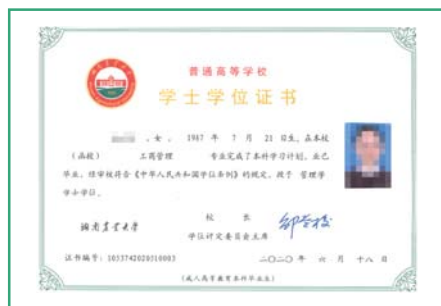 普通高等学校
学士学位证书
,女, 1987 年 7 月 21 日生。在本校
(函授) 工商管理 专业完成了本科学习计划,业已
毕业,经审核符合《中华人民共和国学位条例》的规定,授予 管理学
学士学位。
校 长
湖南农业大学
学位评定委员会主席
证书编号:1053742020510003 二〇二〇年 六 月 十八 日
(成人高等教育本科毕业生)